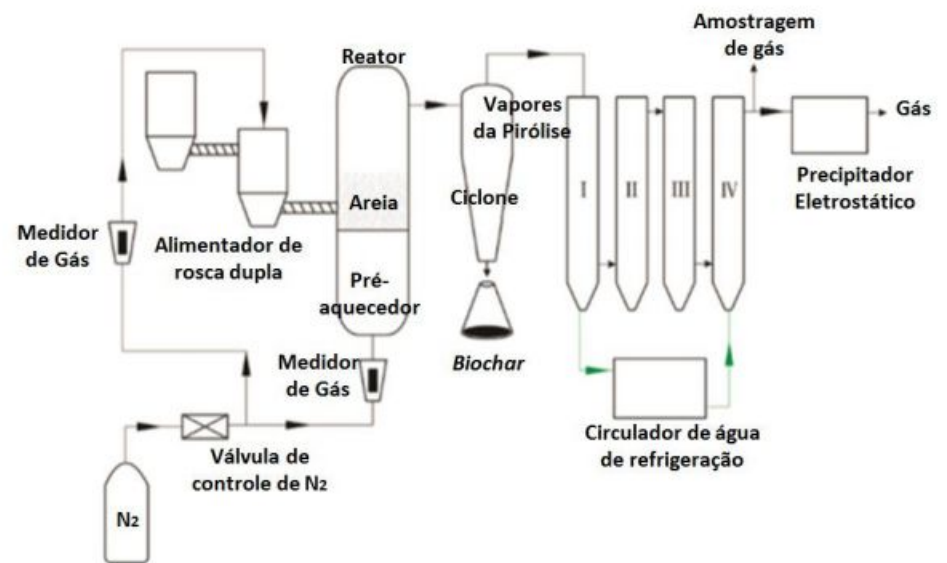 Amostragem
de gás
Reator
Vapores
da Pirólise
Gás
I
II
III
IV
Precipitador
Eletrostático
Areia
Ciclone
Medidor
de Gás
Alimentador de
rosca dupla
Pré-
aquecedor
Medidor
de Gás
Biochar
Circulador de água
de refrigeração
Válvula de
controle de N₂
N₂